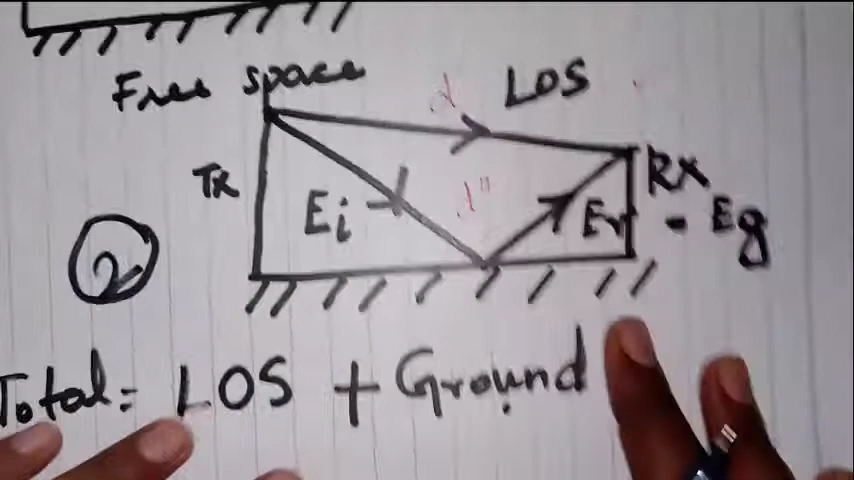 Free space
d' LOS
Tx Ei d" Er = Eg Rx
2
Total = LOS + Ground